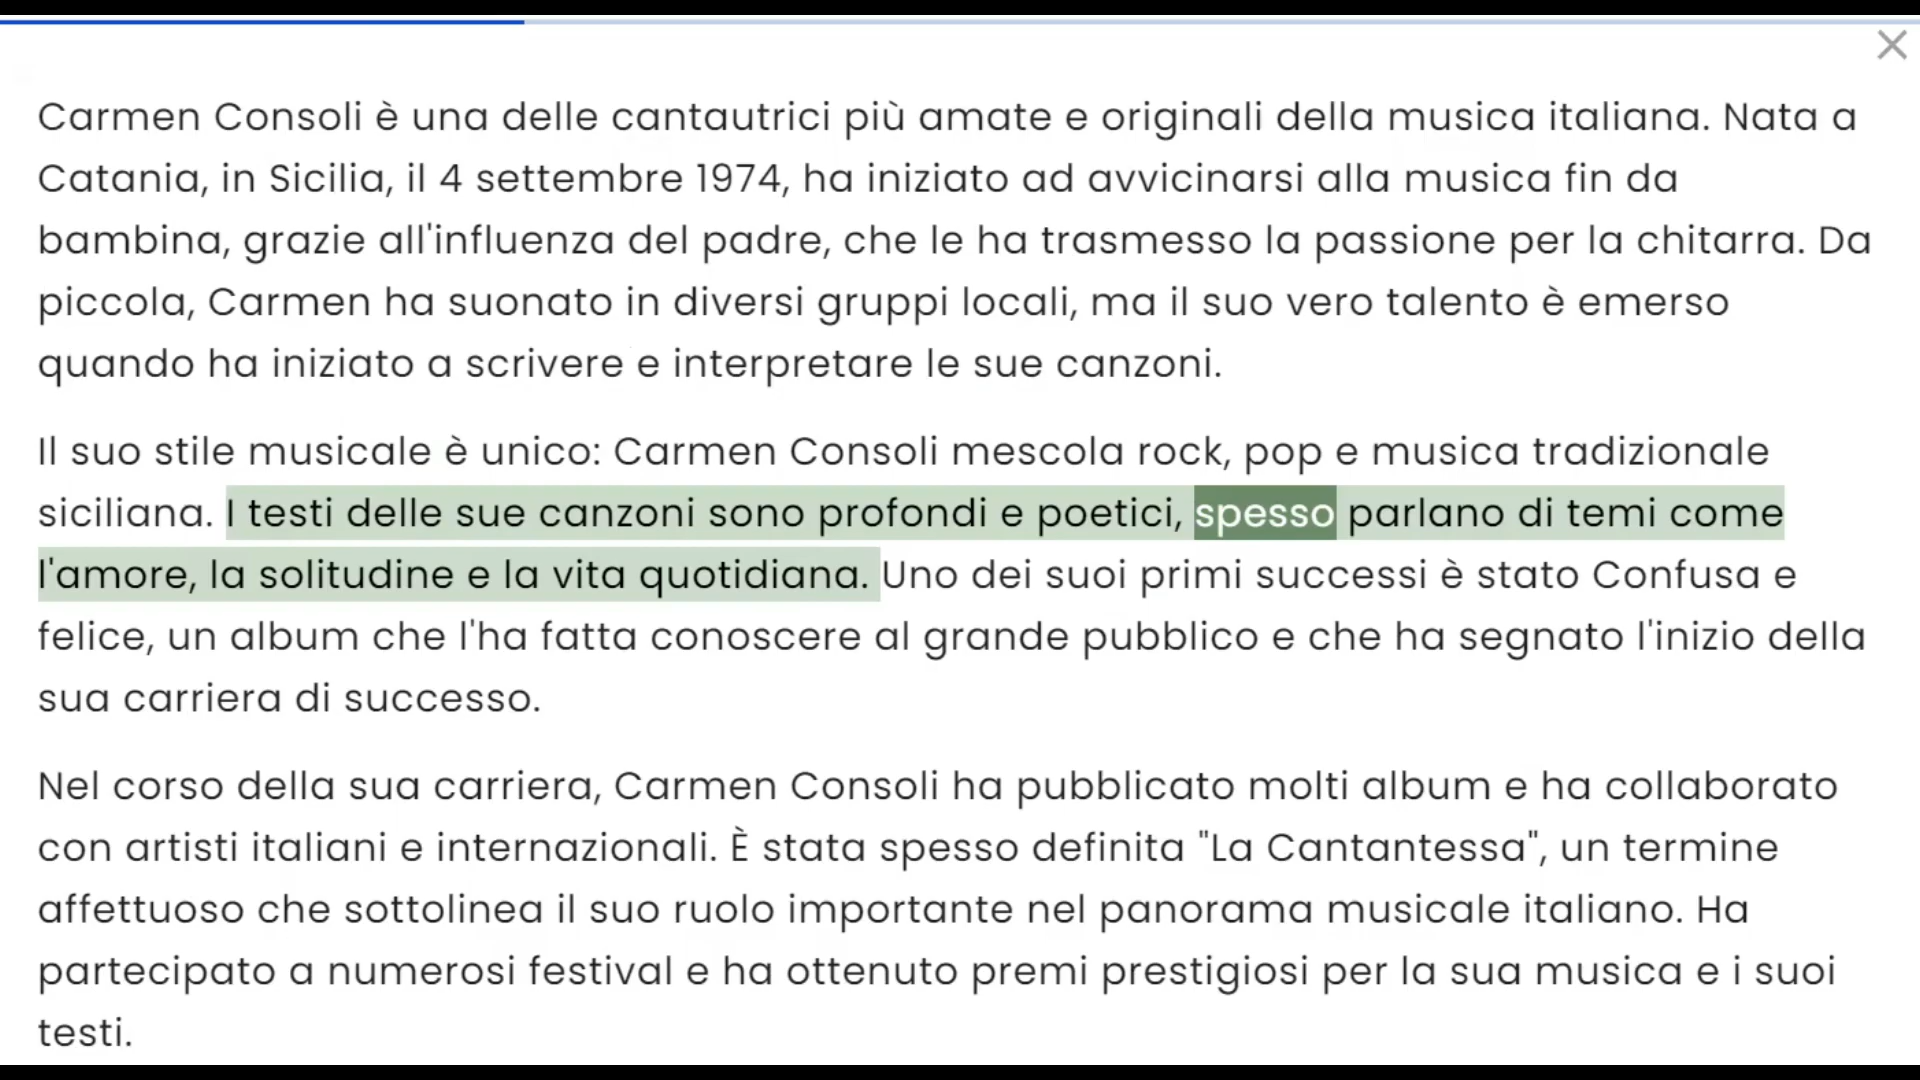 Carmen Consoli è una delle cantautrici più amate e originali della musica italiana. Nata a
Catania, in Sicilia, il 4 settembre 1974, ha iniziato ad avvicinarsi alla musica fin da
bambina, grazie all'influenza del padre, che le ha trasmesso la passione per la chitarra. Da
piccola, Carmen ha suonato in diversi gruppi locali, ma il suo vero talento è emerso
quando ha iniziato a scrivere e interpretare le sue canzoni.
Il suo stile musicale è unico: Carmen Consoli mescola rock, pop e musica tradizionale
siciliana. I testi delle sue canzoni sono profondi e poetici, spesso parlano di temi come
l'amore, la solitudine e la vita quotidiana. Uno dei suoi primi successi è stato Confusa e
felice, un album che l'ha fatta conoscere al grande pubblico e che ha segnato l'inizio della
sua carriera di successo.
Nel corso della sua carriera, Carmen Consoli ha pubblicato molti album e ha collaborato
con artisti italiani e internazionali. È stata spesso definita "La Cantantessa", un termine
affettuoso che sottolinea il suo ruolo importante nel panorama musicale italiano. Ha
partecipato a numerosi festival e ha ottenuto premi prestigiosi per la sua musica e i suoi
testi.